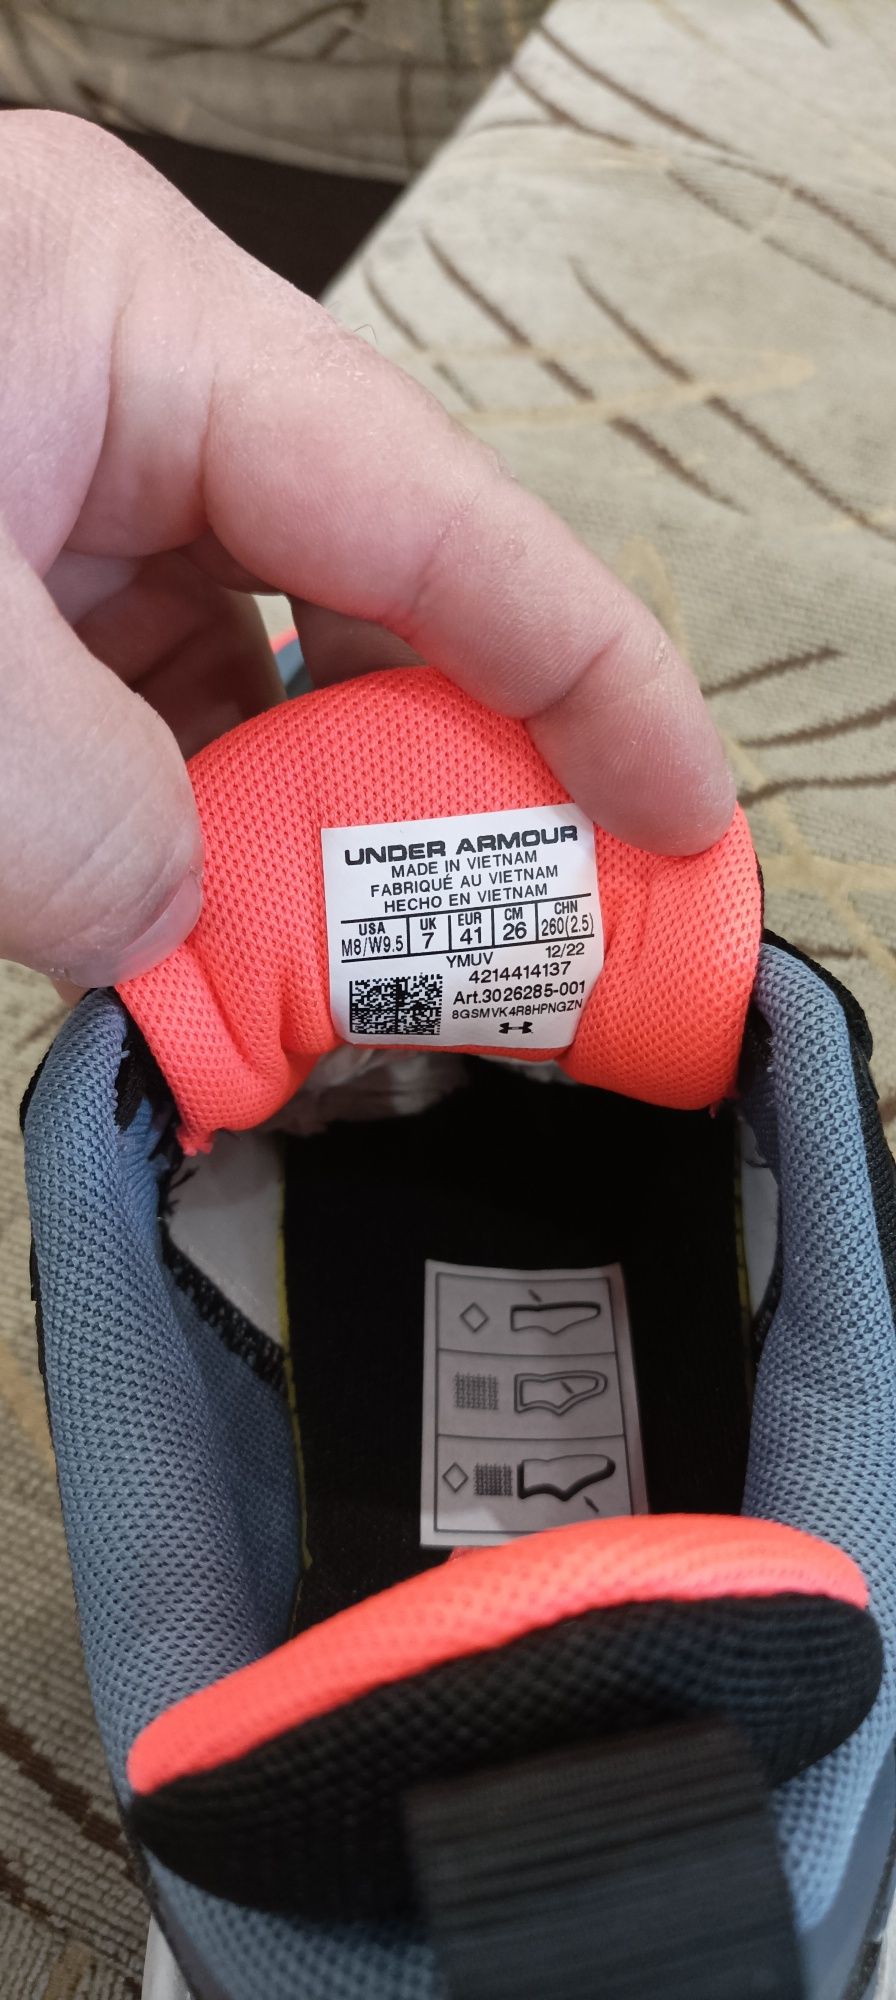 UNDER ARMOUR
MADE IN VIETNAM
FABRIQUÉ AU VIETNAM
HECHO EN VIETNAM
USA UK EUR CM CHN
M8/W9.5 7 41 26 260(2.5)
YMUV 12/22
4214414137
Art.3026285-001
8GSMVK4R8HPNGZN